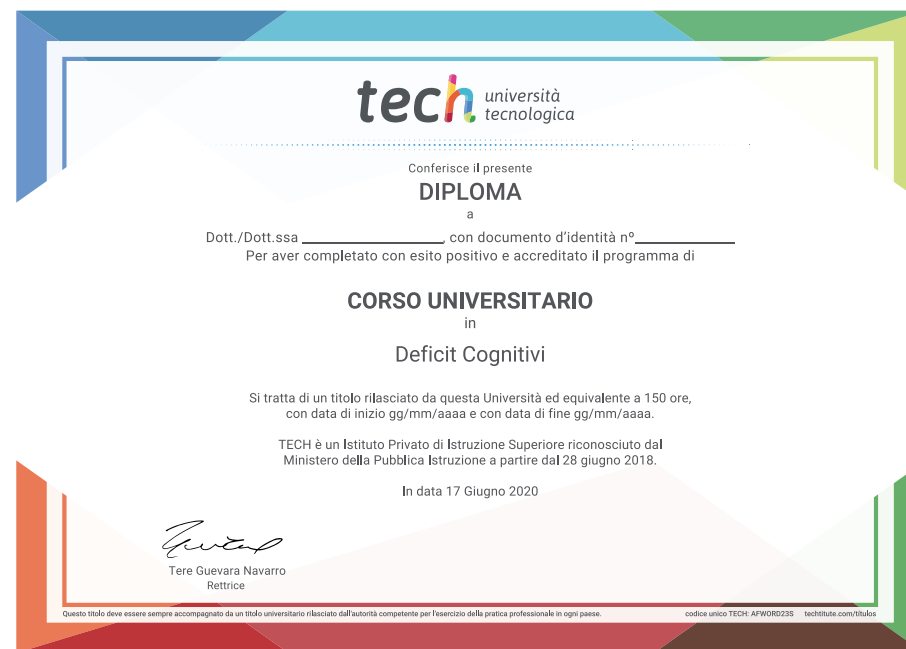 tech università
tecnologica
Conferisce il presente
DIPLOMA
a
Dott./Dott.ssa _________________, con documento d'identità nº____________
Per aver completato con esito positivo e accreditato il programma di
CORSO UNIVERSITARIO
in
Deficit Cognitivi
Si tratta di un titolo rilasciato da questa Università ed equivalente a 150 ore,
con data di inizio gg/mm/aaaa e con data di fine gg/mm/aaaa.
TECH è un Istituto Privato di Istruzione Superiore riconosciuto dal
Ministero della Pubblica Istruzione a partire dal 28 giugno 2018.
In data 17 Giugno 2020
Tere Guevara Navarro
Rettrice
Questo titolo deve essere sempre accompagnato da un titolo universitario rilasciato dall'autorità competente per l'esercizio della pratica professionale in ogni paese. codice unico TECH: AFWORD23S techtitute.com/titulos